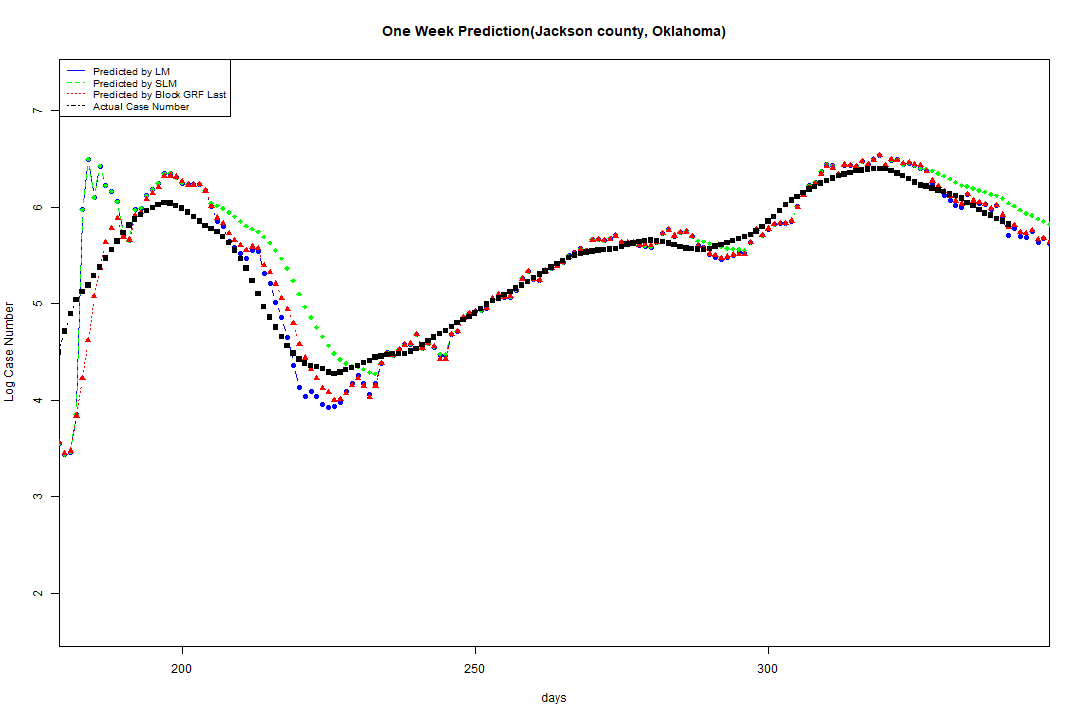 One Week Prediction(Jackson county, Oklahoma)
Predicted by LM
Predicted by SLM
Predicted by Block GRF Last
Actual Case Number
7
6
5
4
3
2
Log Case Number
200
250
300
days